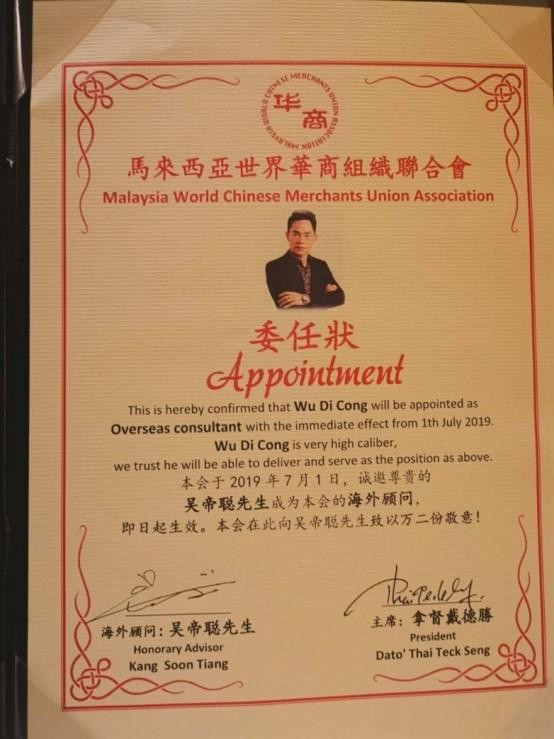 WORLD CHINESE MERCHANTS UNION ASSOCIATION MALAYSIA
华商
馬來西亞世界華商組織聯合會
Malaysia World Chinese Merchants Union Association
委任狀
Appointment
This is hereby confirmed that Wu Di Cong will be appointed as
Overseas consultant with the immediate effect from 1th July 2019.
Wu Di Cong is very high caliber,
we trust he will be able to deliver and serve as the position as above.
本会于 2019 年 7 月 1 日，诚邀尊贵的
吴帝聪先生成为本会的海外顾问，
即日起生效。本会在此向吴帝聪先生致以万二份敬意！
海外顾问：吴帝聪先生
Honorary Advisor
Kang Soon Tiang
主席：拿督戴德勝
President
Dato' Thai Teck Seng